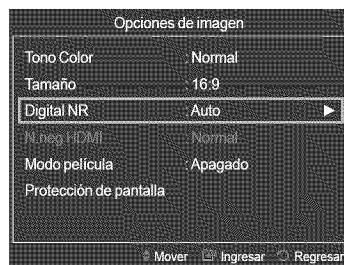 Opciones de imagen
Tono Color : Normal
Tamaño : 16:9
Digital NR : Auto
N.neg HDMI : Normal
Modo película : Apagado
Protección de pantalla
Mover Ingresar Regresar